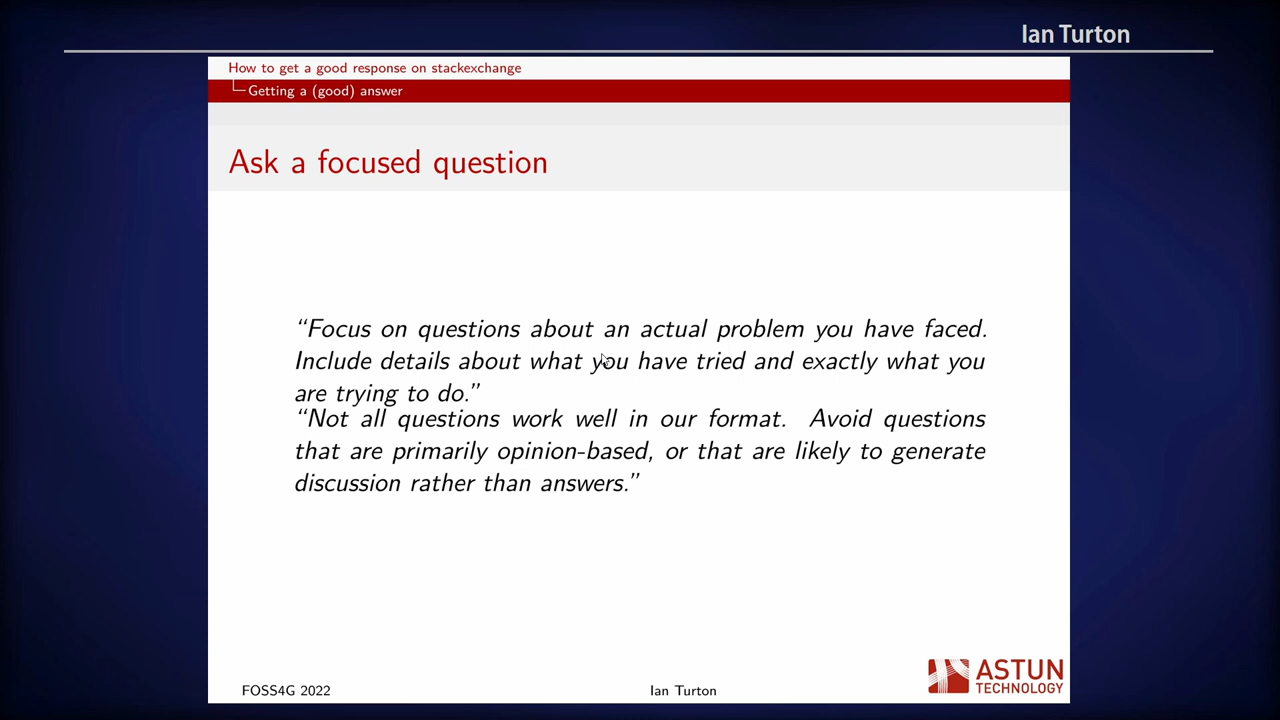 Ian Turton
How to get a good response on stackexchange
Getting a (good) answer
Ask a focused question
“Focus on questions about an actual problem you have faced.
Include details about what you have tried and exactly what you
are trying to do.”
“Not all questions work well in our format. Avoid questions
that are primarily opinion-based, or that are likely to generate
discussion rather than answers.”
ASTUN
TECHNOLOGY
FOSS4G 2022
Ian Turton